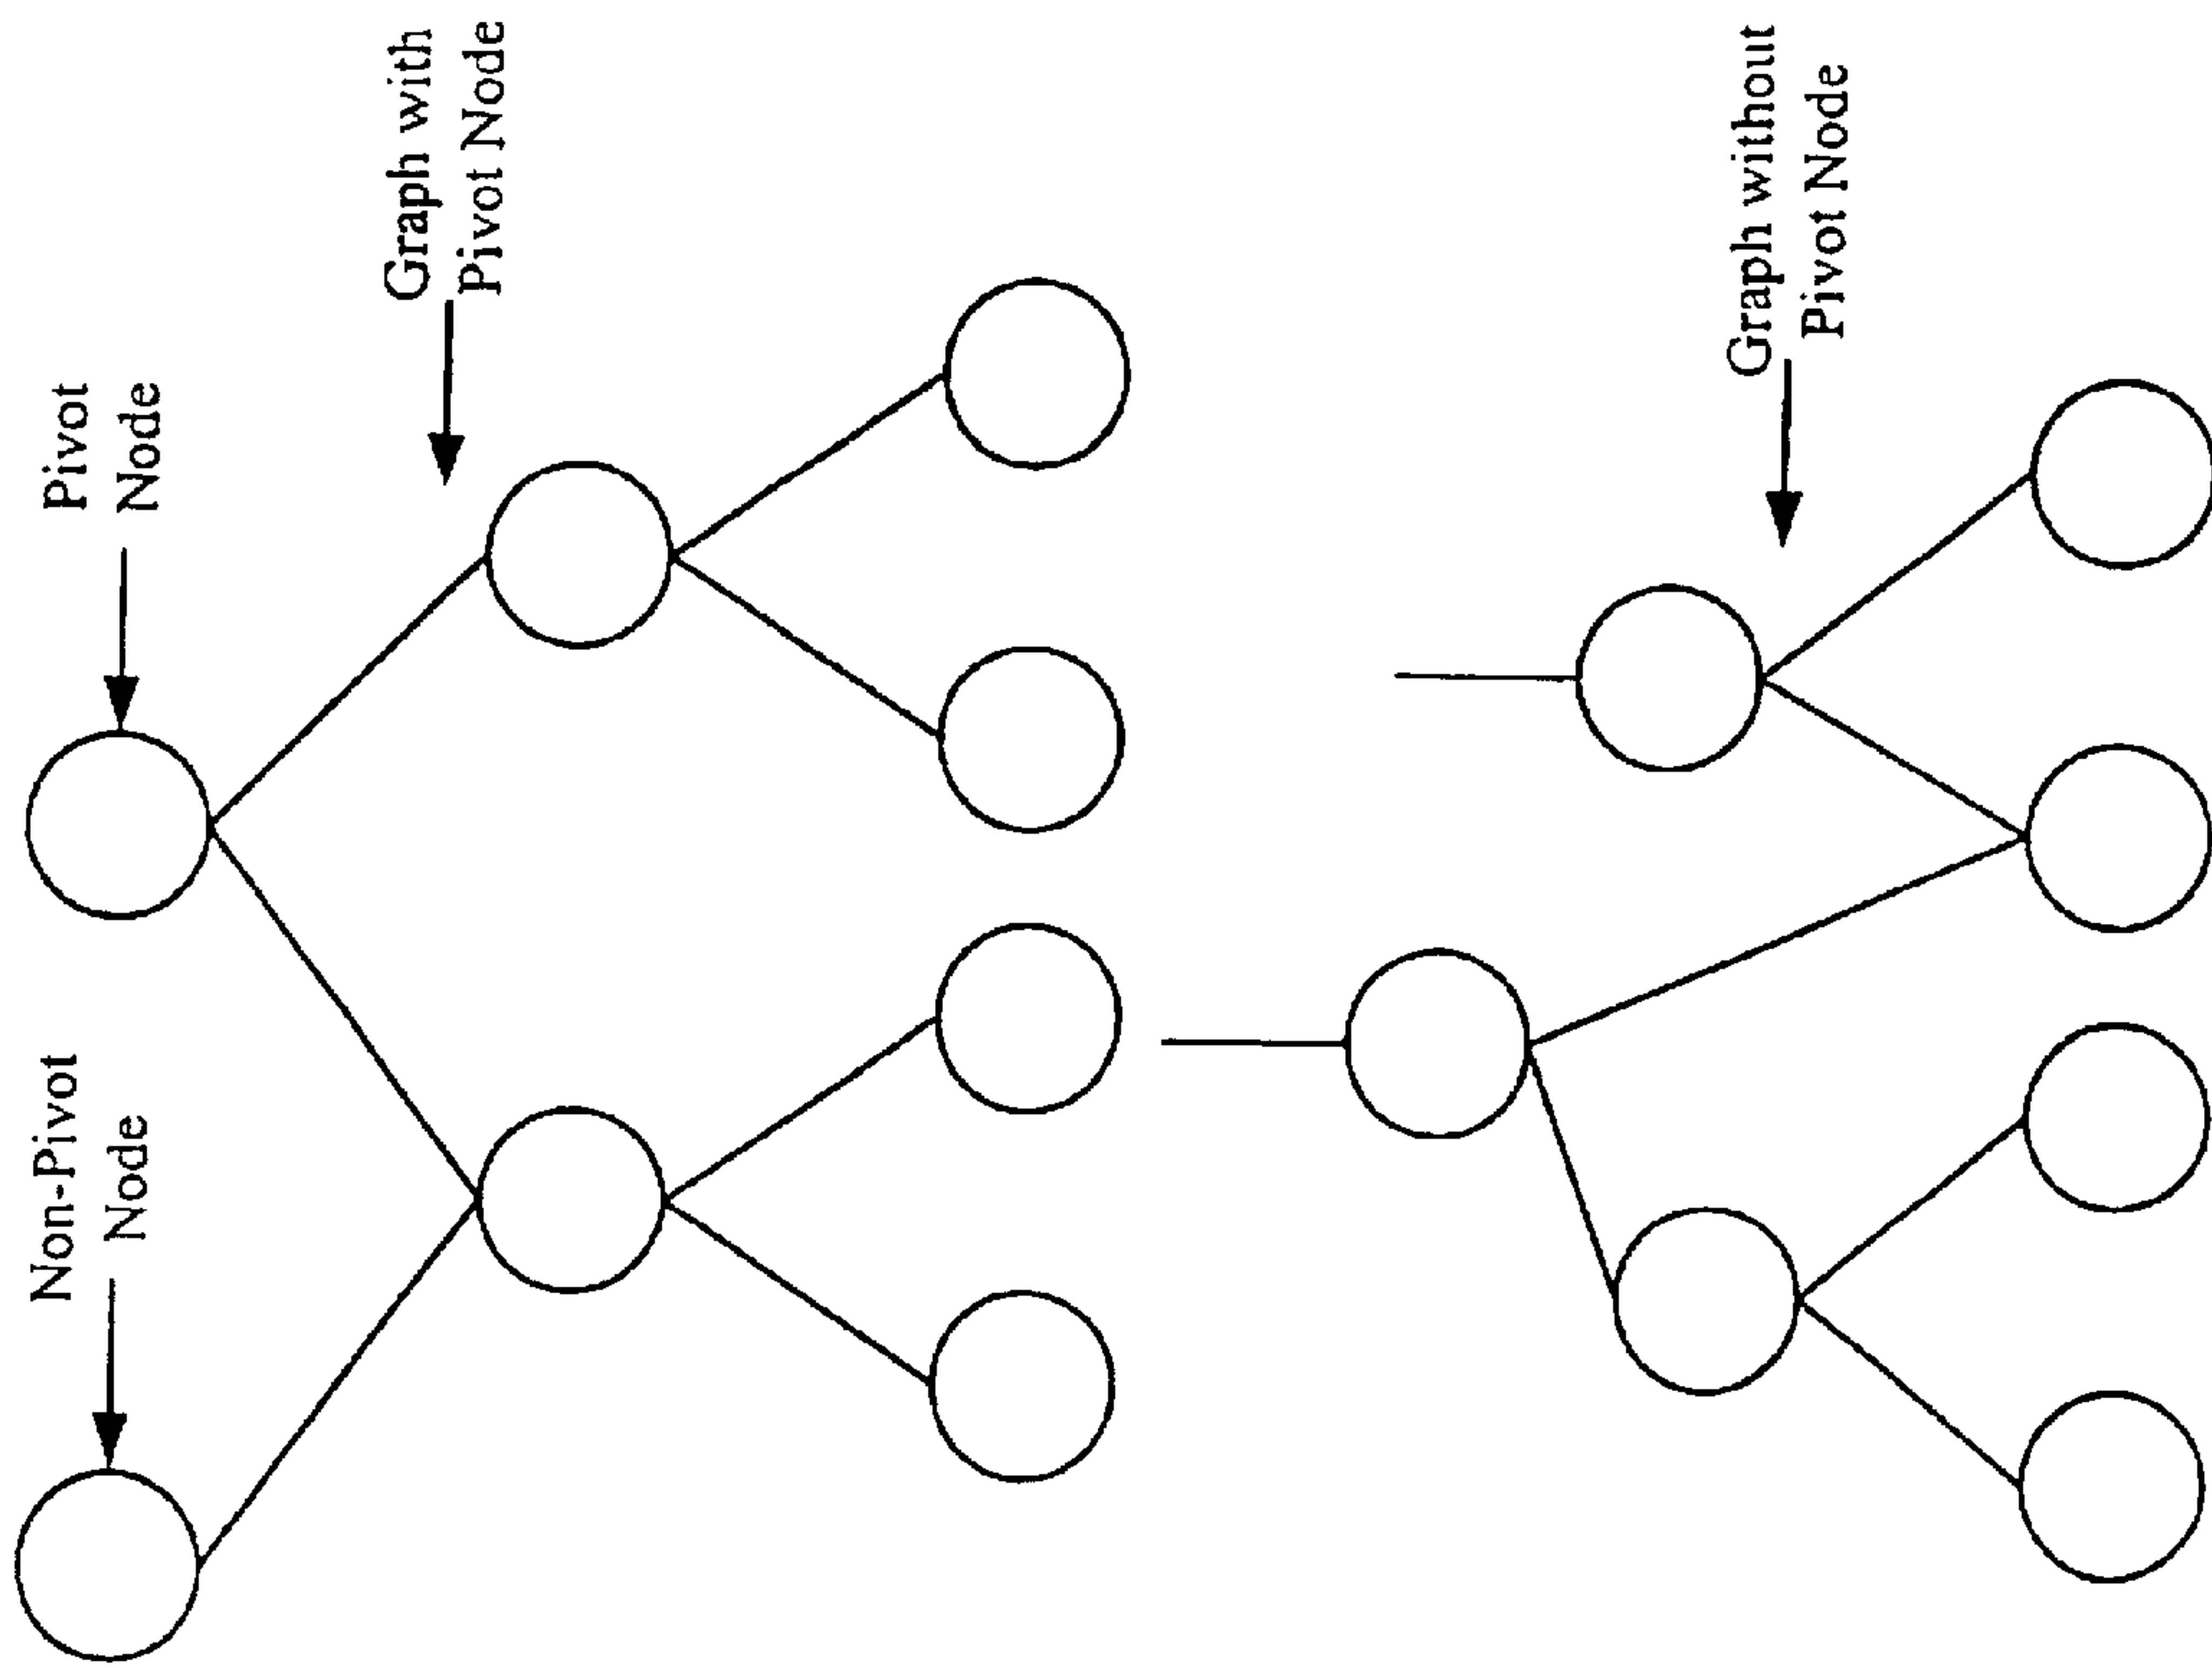 Non-Pivot
Node
Pivot
Node
Graph with
Pivot Node
Graph without
Pivot Node